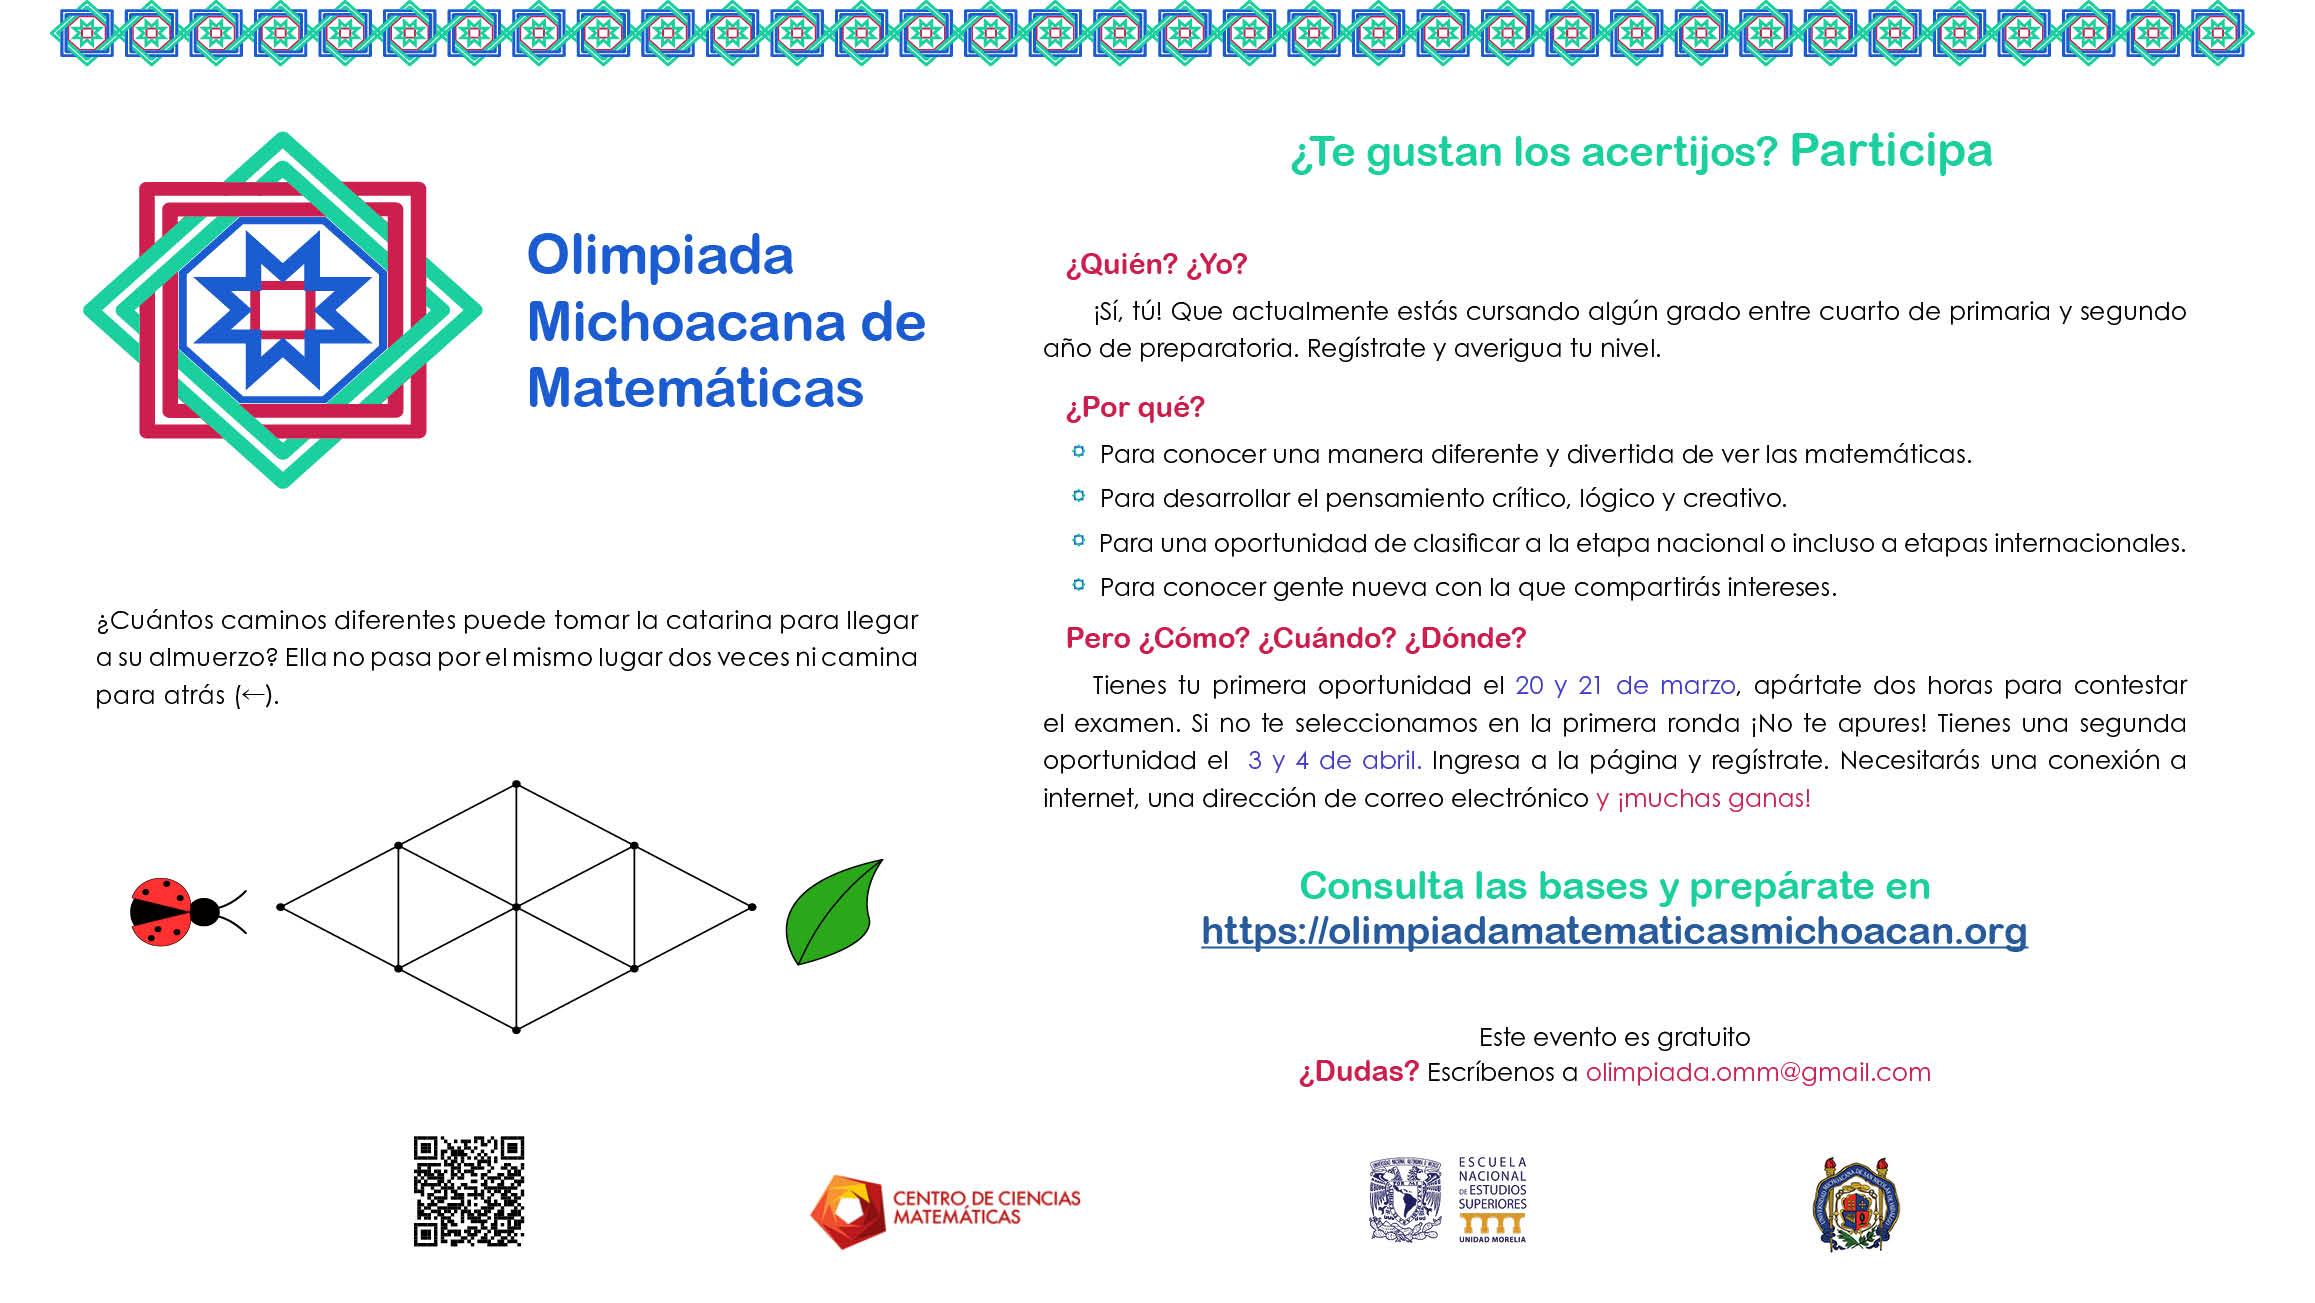 Olimpiada
Michoacana de
Matemáticas
¿Cuántos caminos diferentes puede tomar la catarina para llegar
a su almuerzo? Ella no pasa por el mismo lugar dos veces ni camina
para atrás (←).
¿Te gustan los acertijos? Participa
¿Quién? ¿Yo?
¡Sí, tú! Que actualmente estás cursando algún grado entre cuarto de primaria y segundo
año de preparatoria. Regístrate y averigua tu nivel.
¿Por qué?
Para conocer una manera diferente y divertida de ver las matemáticas.
Para desarrollar el pensamiento crítico, lógico y creativo.
Para una oportunidad de clasificar a la etapa nacional o incluso a etapas internacionales.
Para conocer gente nueva con la que compartirás intereses.
Pero ¿Cómo? ¿Cuándo? ¿Dónde?
Tienes tu primera oportunidad el 20 y 21 de marzo, apártate dos horas para contestar
el examen. Si no te seleccionamos en la primera ronda ¡No te apures! Tienes una segunda
oportunidad el 3 y 4 de abril. Ingresa a la página y regístrate. Necesitarás una conexión a
internet, una dirección de correo electrónico y ¡muchas ganas!
Consulta las bases y prepárate en
https://olimpiadamatematicasmichoacan.org
Este evento es gratuito
¿Dudas? Escríbenos a olimpiada.omm@gmail.com
CENTRO DE CIENCIAS
MATEMÁTICAS
ESCUELA
NACIONAL
DE ESTUDIOS
SUPERIORES
UNIDAD MORELIA